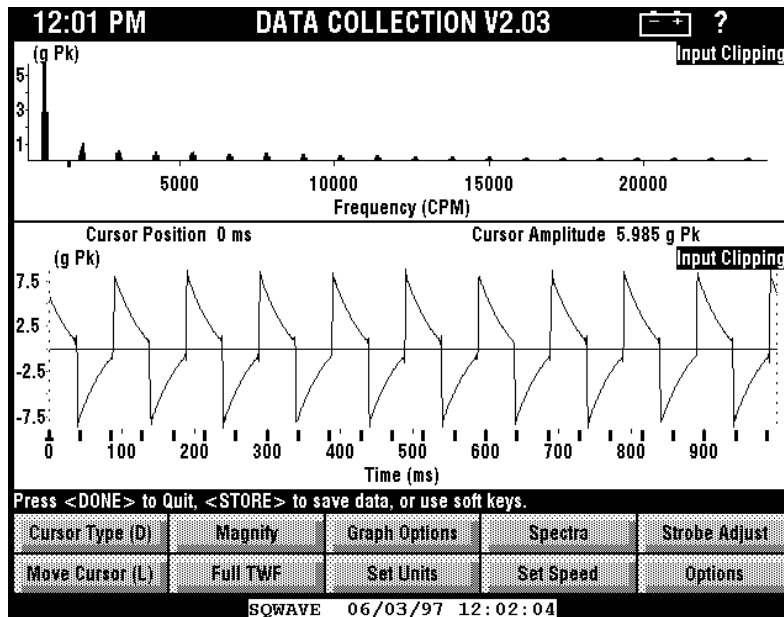 12:01 PM DATA COLLECTION V2.03 - + ?
(g Pk) Input Clipping
5
3
1
5000 10000 15000 20000
Frequency (CPM)
Cursor Position 0 ms Cursor Amplitude 5.985 g Pk
(g Pk) Input Clipping
7.5
2.5
-2.5
-7.5
0 100 200 300 400 500 600 700 800 900
Time (ms)
Press <DONE> to Quit, <STORE> to save data, or use soft keys.
Cursor Type (D) Magnify Graph Options Spectra Strobe Adjust
Move Cursor (L) Full TWF Set Units Set Speed Options
SQWAVE 06/03/97 12:02:04